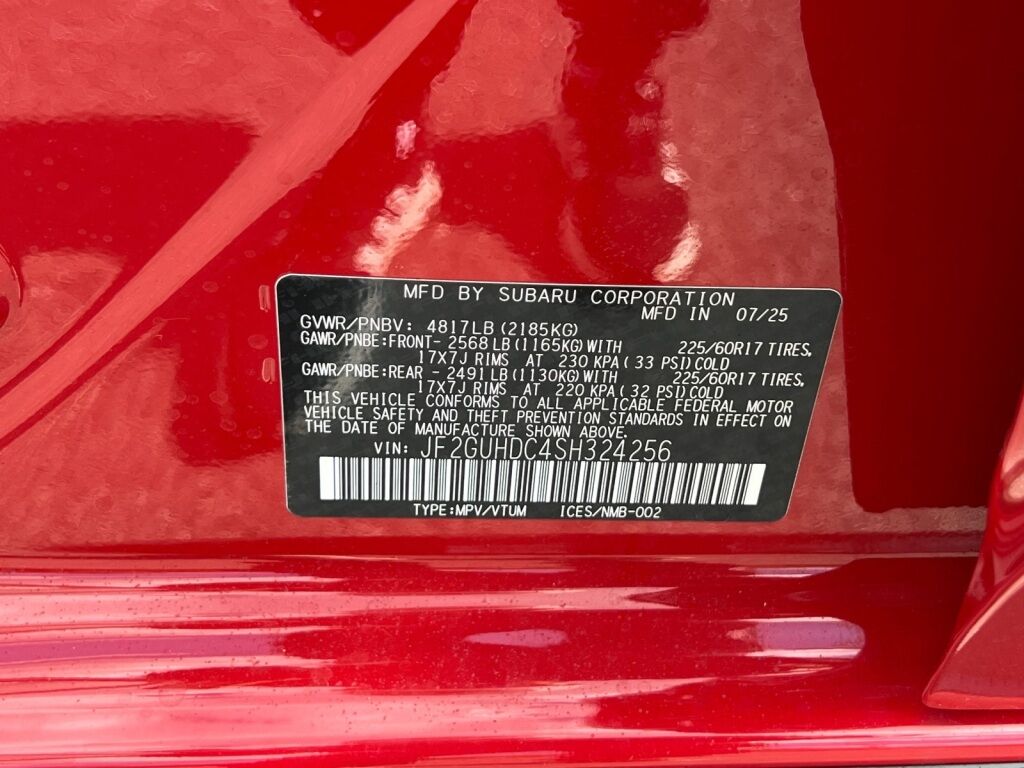 MFD BY SUBARU CORPORATION
MFD IN 07/25
GVWR/PNBV: 4817LB (2185KG)
GAWR/PNBE:FRONT- 2568LB (1165KG) WITH 225/60R17 TIRES,
17X7J RIMS AT 230 KPA ( 33 PSI) COLD
GAWR/PNBE:REAR - 2491LB (1130KG) WITH 225/60R17 TIRES,
17X7J RIMS AT 220 KPA ( 32 PSI) COLD
THIS VEHICLE CONFORMS TO ALL APPLICABLE FEDERAL MOTOR
VEHICLE SAFETY AND THEFT PREVENTION STANDARDS IN EFFECT ON
THE DATE OF MANUFACTURE SHOWN ABOVE.
VIN: JF2GUHDC4SH324256
TYPE:MPV/VTUM ICES/NMB-002